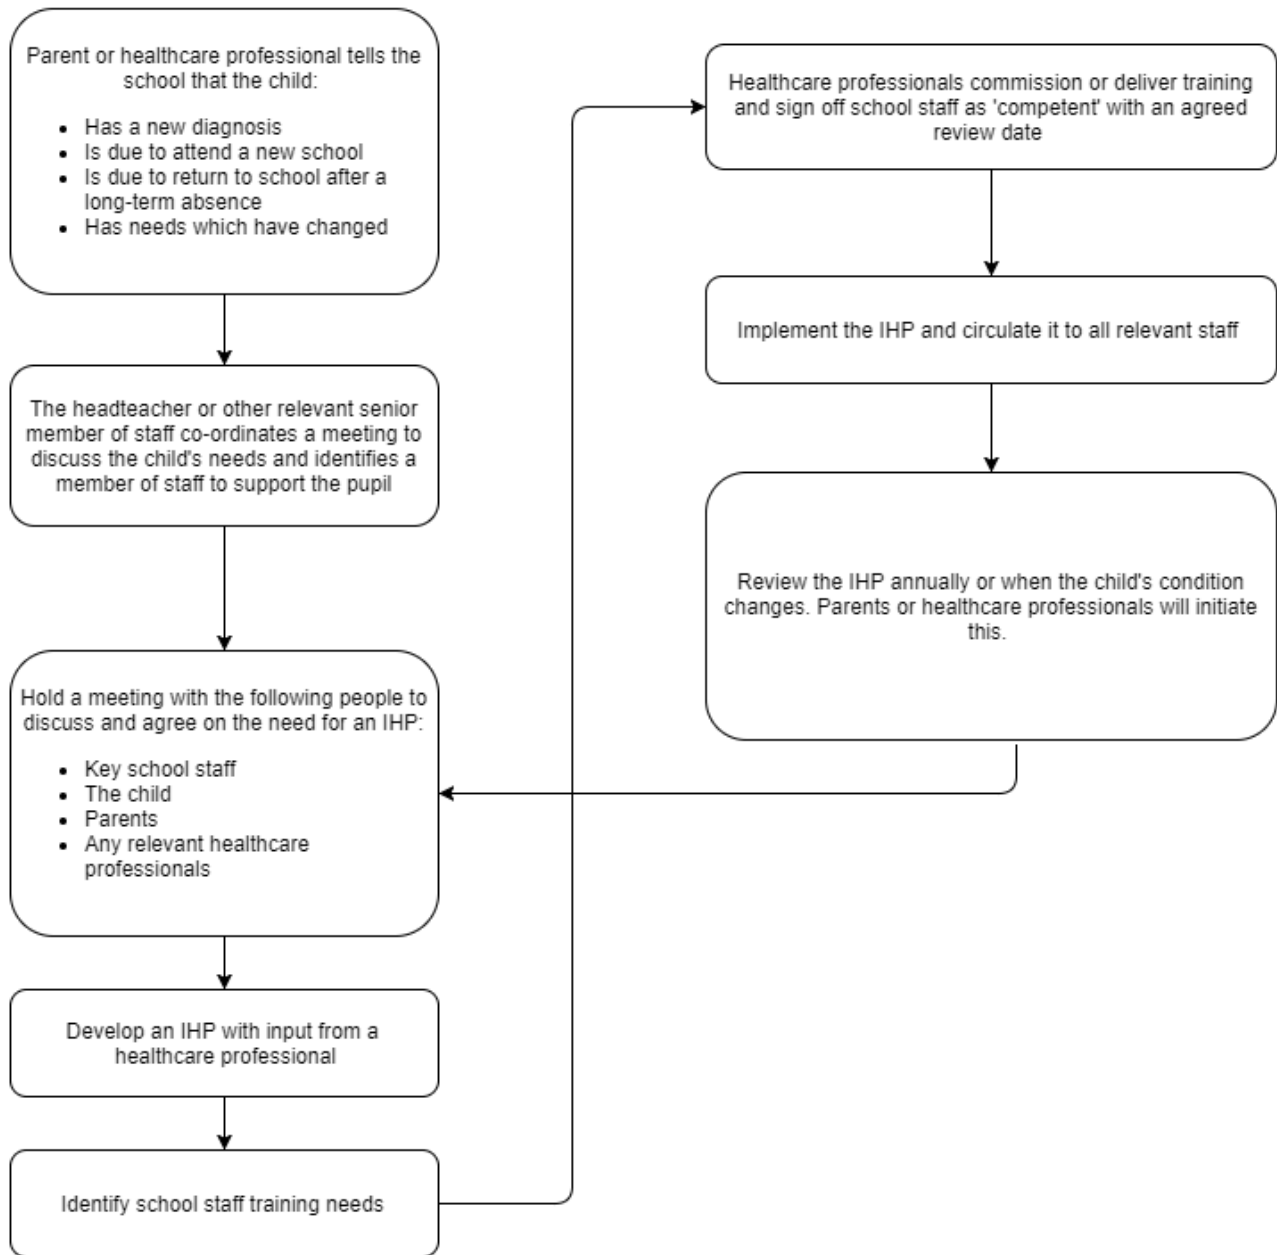 Parent or healthcare professional tells the
school that the child:
• Has a new diagnosis
• Is due to attend a new school
• Is due to return to school after a
long-term absence
• Has needs which have changed
The headteacher or other relevant senior
member of staff co-ordinates a meeting to
discuss the child's needs and identifies a
member of staff to support the pupil
Hold a meeting with the following people to
discuss and agree on the need for an IHP:
• Key school staff
• The child
• Parents
• Any relevant healthcare
professionals
Develop an IHP with input from a
healthcare professional
Identify school staff training needs
Healthcare professionals commission or deliver training
and sign off school staff as 'competent' with an agreed
review date
Implement the IHP and circulate it to all relevant staff
Review the IHP annually or when the child's condition
changes. Parents or healthcare professionals will initiate
this.